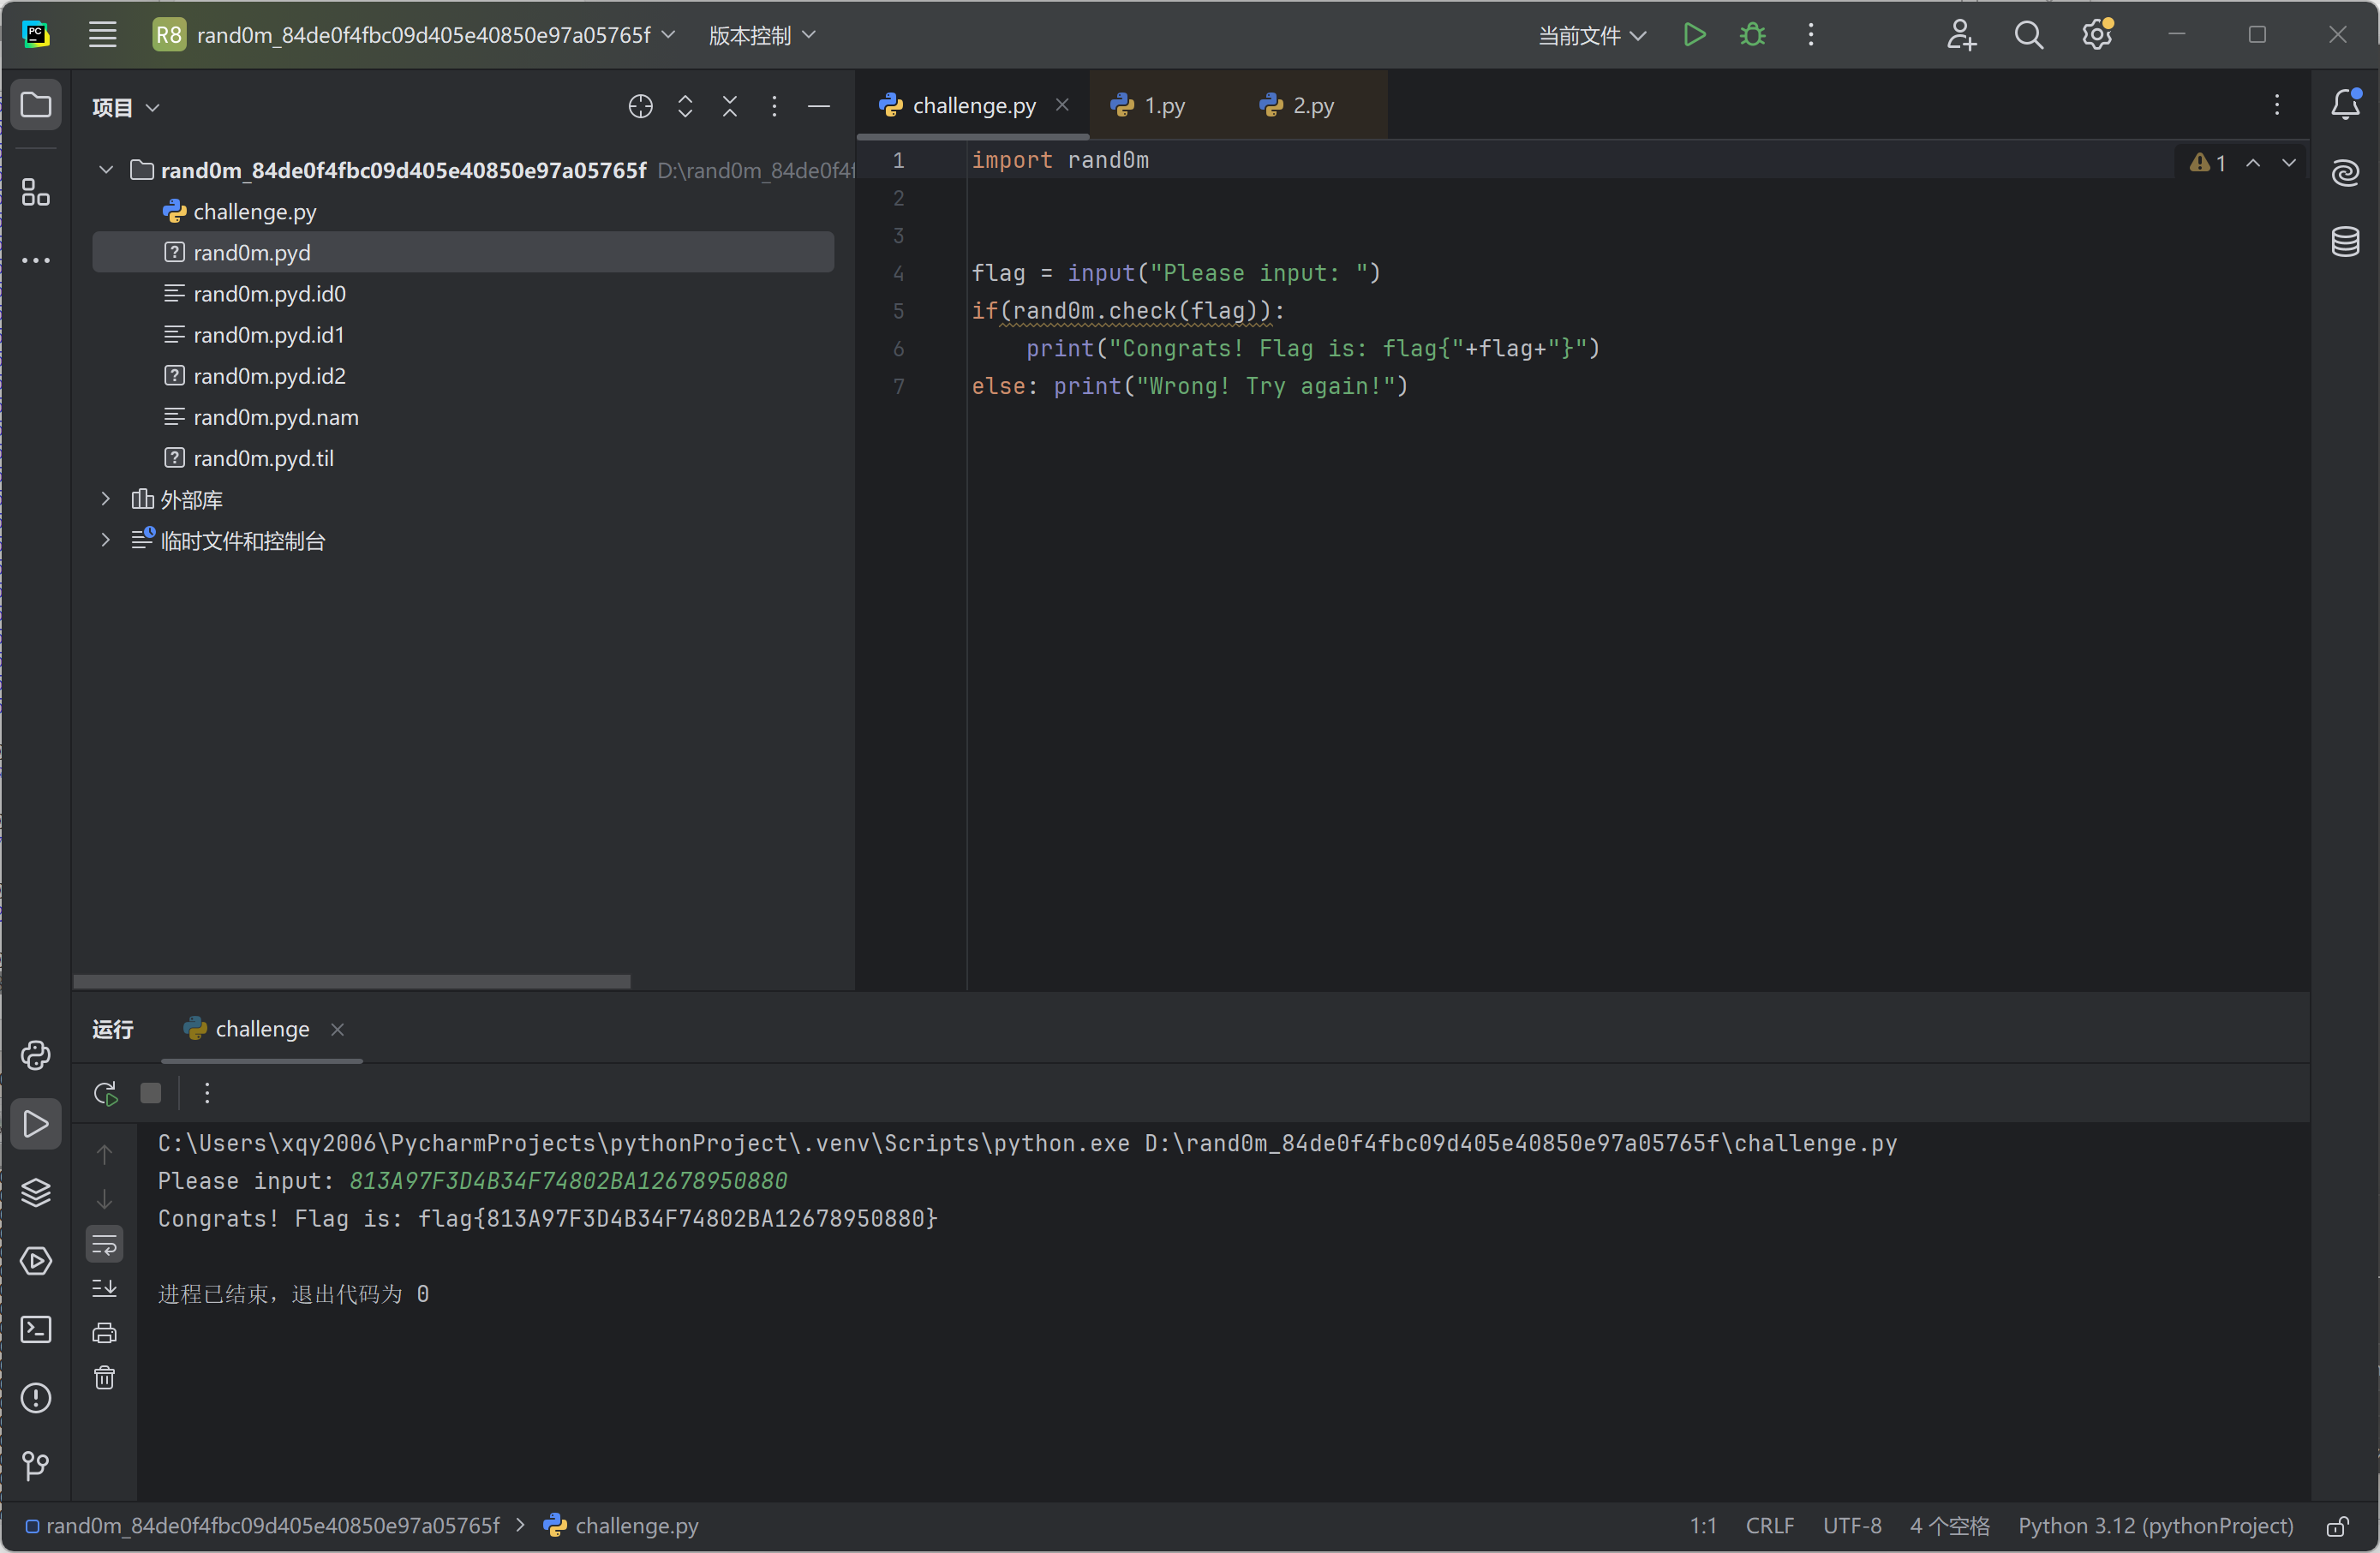 PC
R8 rand0m_84de0f4fbc09d405e40850e97a05765f 版本控制 当前文件
项目
rand0m_84de0f4fbc09d405e40850e97a05765f D:\rand0m_84de0f4f
challenge.py
rand0m.pyd
rand0m.pyd.id0
rand0m.pyd.id1
rand0m.pyd.id2
rand0m.pyd.nam
rand0m.pyd.til
外部库
临时文件和控制台
challenge.py 1.py 2.py
1 import rand0m
2
3
4 flag = input("Please input: ")
5 if(rand0m.check(flag)):
6 print("Congrats! Flag is: flag{"+flag+"}")
7 else: print("Wrong! Try again!")
1
运行 challenge
C:\Users\xqy2006\PycharmProjects\pythonProject\.venv\Scripts\python.exe D:\rand0m_84de0f4fbc09d405e40850e97a05765f\challenge.py
Please input: 813A97F3D4B34F74802BA12678950880
Congrats! Flag is: flag{813A97F3D4B34F74802BA12678950880}
进程已结束，退出代码为 0
rand0m_84de0f4fbc09d405e40850e97a05765f challenge.py 1:1 CRLF UTF-8 4 个空格 Python 3.12 (pythonProject)